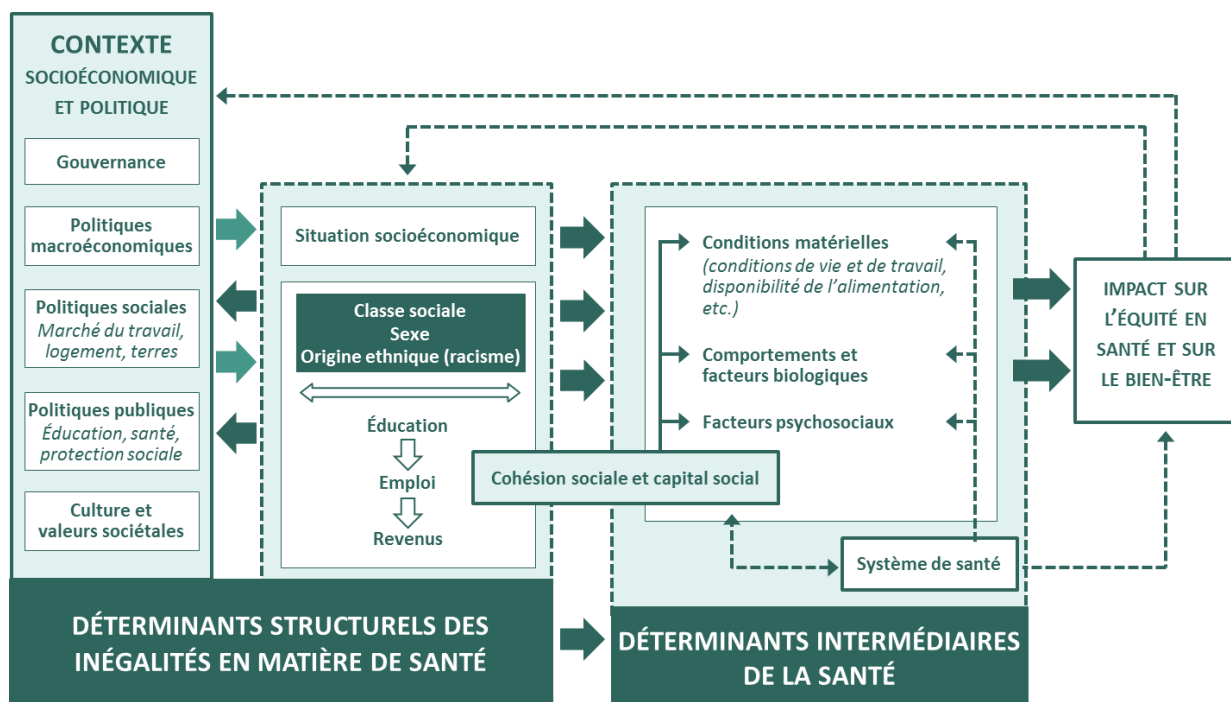 CONTEXTE
SOCIOÉCONOMIQUE
ET POLITIQUE
Gouvernance
Politiques
macroéconomiques
Politiques sociales
Marché du travail,
logement, terres
Politiques publiques
Éducation, santé,
protection sociale
Culture et
valeurs sociétales
Situation socioéconomique
Classe sociale
Sexe
Origine ethnique (racisme)
Éducation
Emploi
Revenus
Cohésion sociale et capital social
Conditions matérielles
(conditions de vie et de travail,
disponibilité de l'alimentation,
etc.)
Comportements et
facteurs biologiques
Facteurs psychosociaux
Système de santé
IMPACT SUR
L'ÉQUITÉ EN
SANTÉ ET SUR
LE BIEN-ÊTRE
DÉTERMINANTS STRUCTURELS DES
INÉGALITÉS EN MATIÈRE DE SANTÉ
DÉTERMINANTS INTERMÉDIAIRES
DE LA SANTÉ